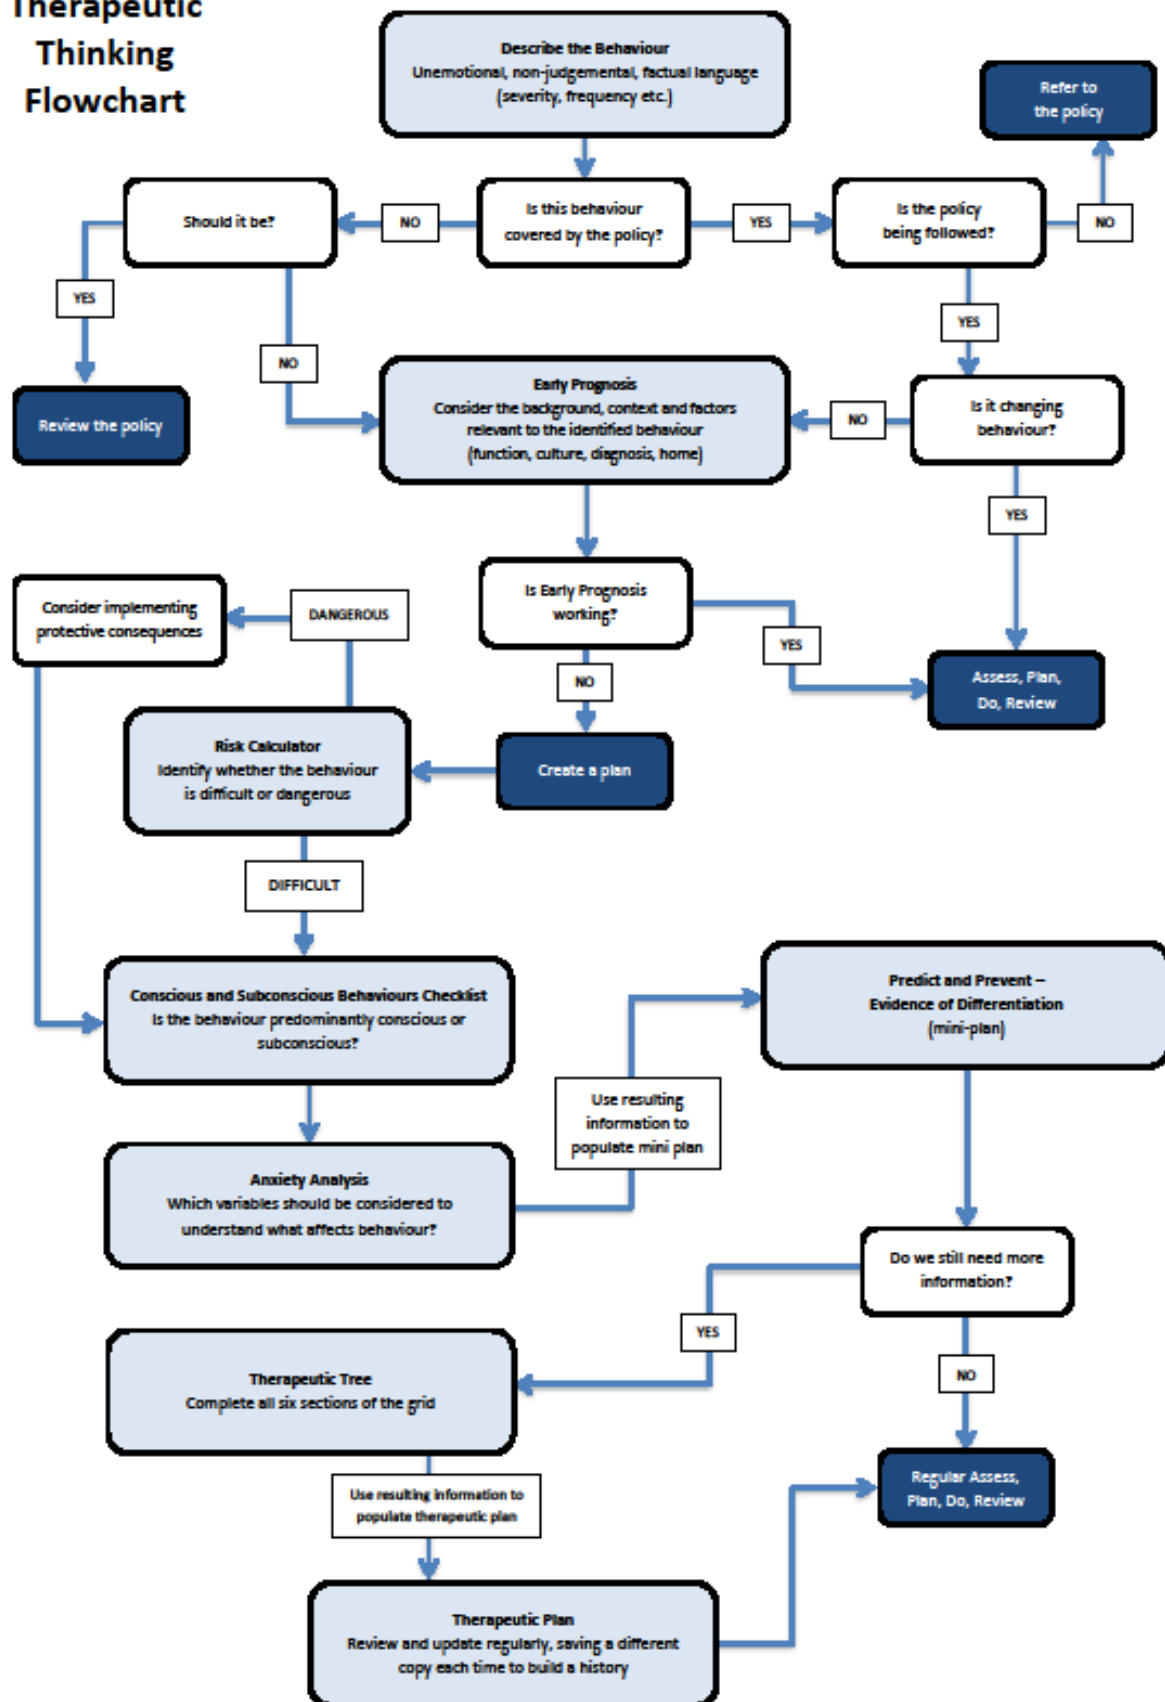 Therapeutic
Thinking
Flowchart
Describe the Behaviour
Unemotional, non-judgemental, factual language
(severity, frequency etc.)
Refer to
the policy
Should it be?
NO
Is this behaviour
covered by the policy?
YES
Is the policy
being followed?
NO
YES
YES
NO
Review the policy
Early Prognosis
Consider the background, context and factors
relevant to the identified behaviour
(function, culture, diagnosis, home)
NO
Is it changing
behaviour?
YES
Consider implementing
protective consequences
DANGEROUS
Is Early Prognosis
working?
YES
NO
Assess, Plan,
Do, Review
Risk Calculator
Identify whether the behaviour
is difficult or dangerous
Create a plan
DIFFICULT
Conscious and Subconscious Behaviours Checklist
Is the behaviour predominantly conscious or
subconscious?
Predict and Prevent –
Evidence of Differentiation
(mini-plan)
Use resulting
information to
populate mini plan
Anxiety Analysis
Which variables should be considered to
understand what affects behaviour?
Do we still need more
information?
YES
NO
Therapeutic Tree
Complete all six sections of the grid
Use resulting information to
populate therapeutic plan
Regular Assess,
Plan, Do, Review
Therapeutic Plan
Review and update regularly, saving a different
copy each time to build a history